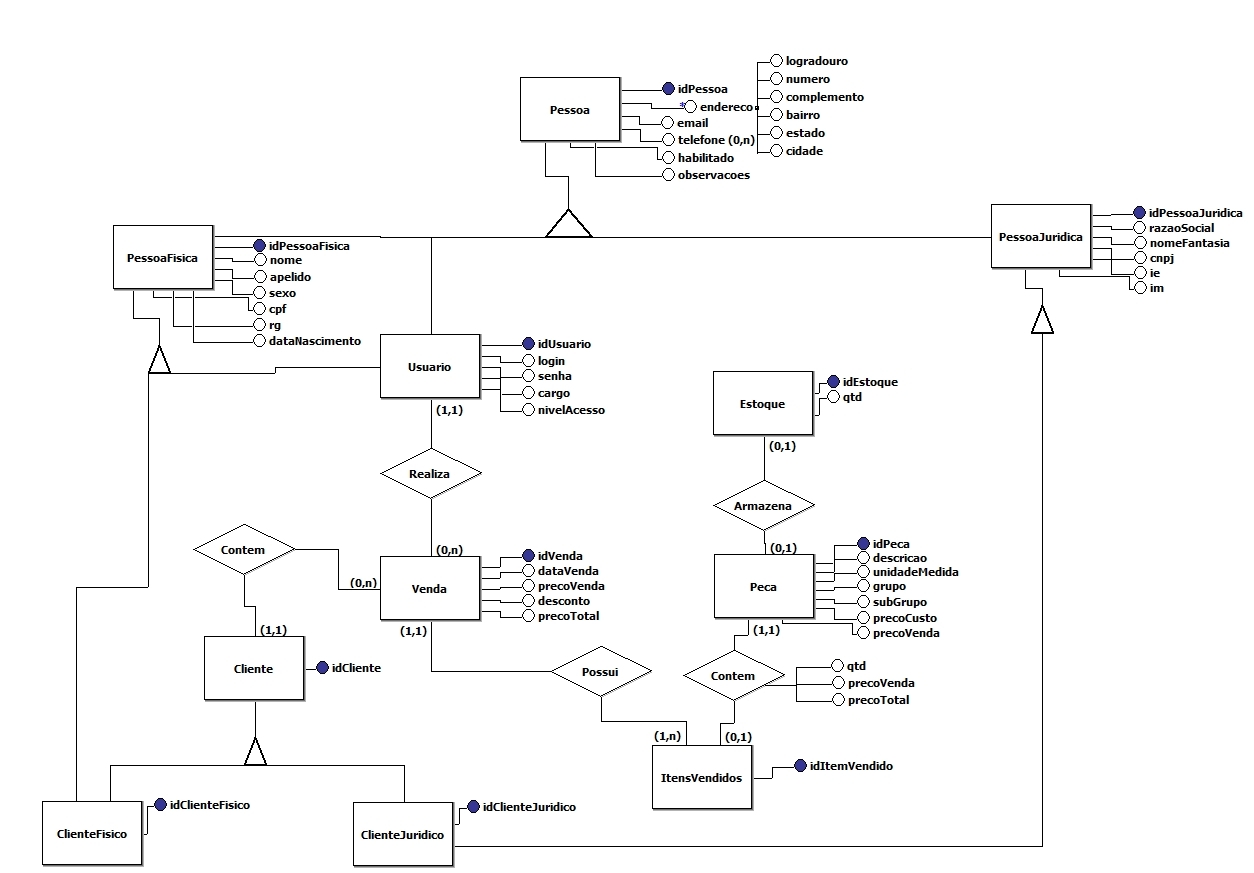 Pessoa
idPessoa
* endereco
email
telefone (0,n)
habilitado
observacoes
logradouro
numero
complemento
bairro
estado
cidade
PessoaFisica
idPessoaFisica
nome
apelido
sexo
cpf
rg
dataNascimento
PessoaJuridica
idPessoaJuridica
razaoSocial
nomeFantasia
cnpj
ie
im
Usuario
idUsuario
login
senha
cargo
nivelAcesso
(1,1)
Realiza
(0,n)
Estoque
idEstoque
qtd
(0,1)
Armazena
(0,1)
Contem
(0,n)
(1,1)
Venda
idVenda
dataVenda
precoVenda
desconto
precoTotal
(1,1)
Peca
idPeca
descricao
unidadeMedida
grupo
subGrupo
precoCusto
precoVenda
(1,1)
Cliente
idCliente
Possui
(1,n)
Contem
qtd
precoVenda
precoTotal
(0,1)
ItensVendidos
idItemVendido
ClienteFisico
idClienteFisico
ClienteJuridico
idClienteJuridico